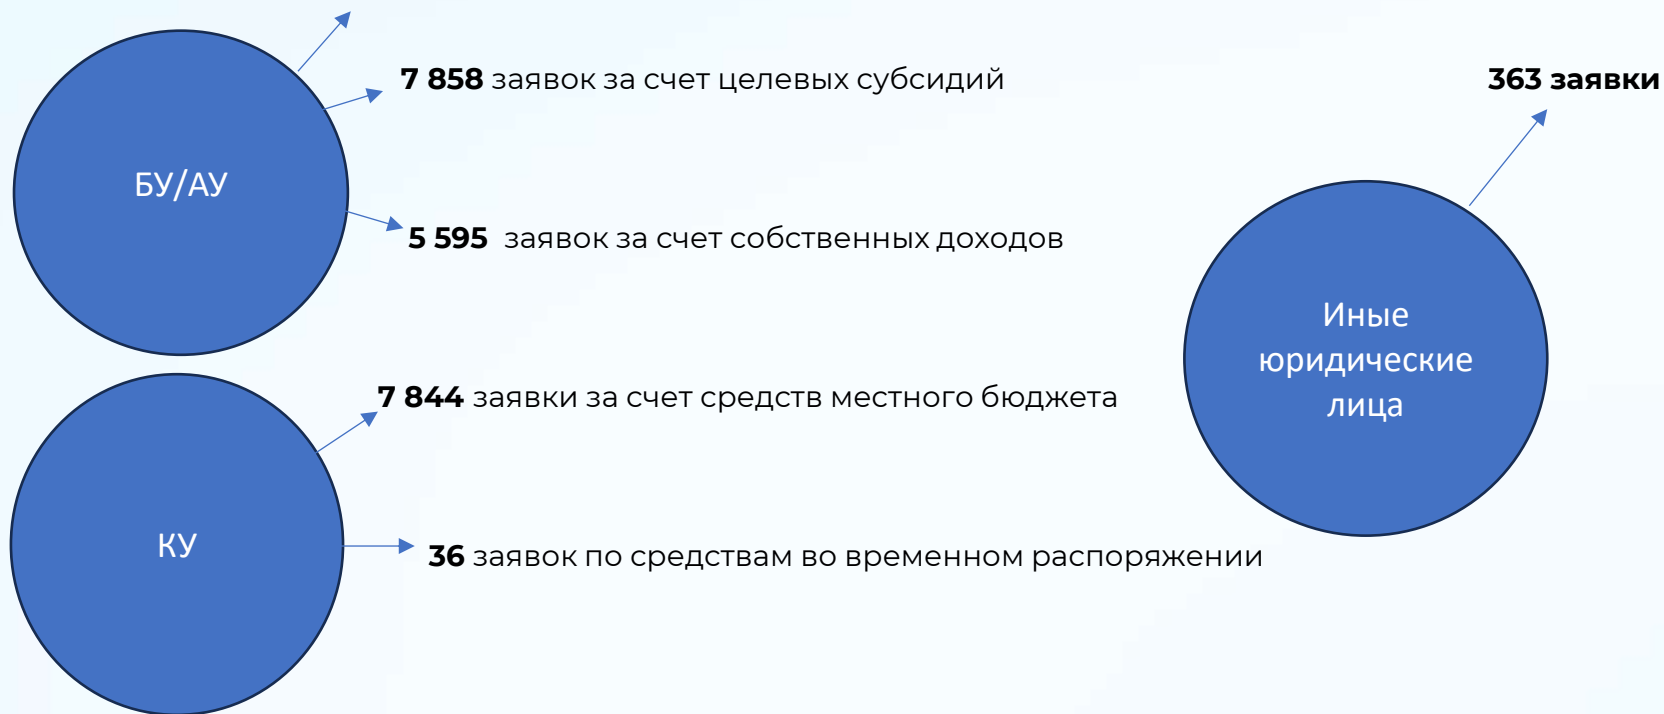 7 858 заявок за счет целевых субсидий
363 заявки
БУ/АУ
5 595 заявок за счет собственных доходов
Иные
юридические
лица
7 844 заявки за счет средств местного бюджета
КУ
36 заявок по средствам во временном распоряжении